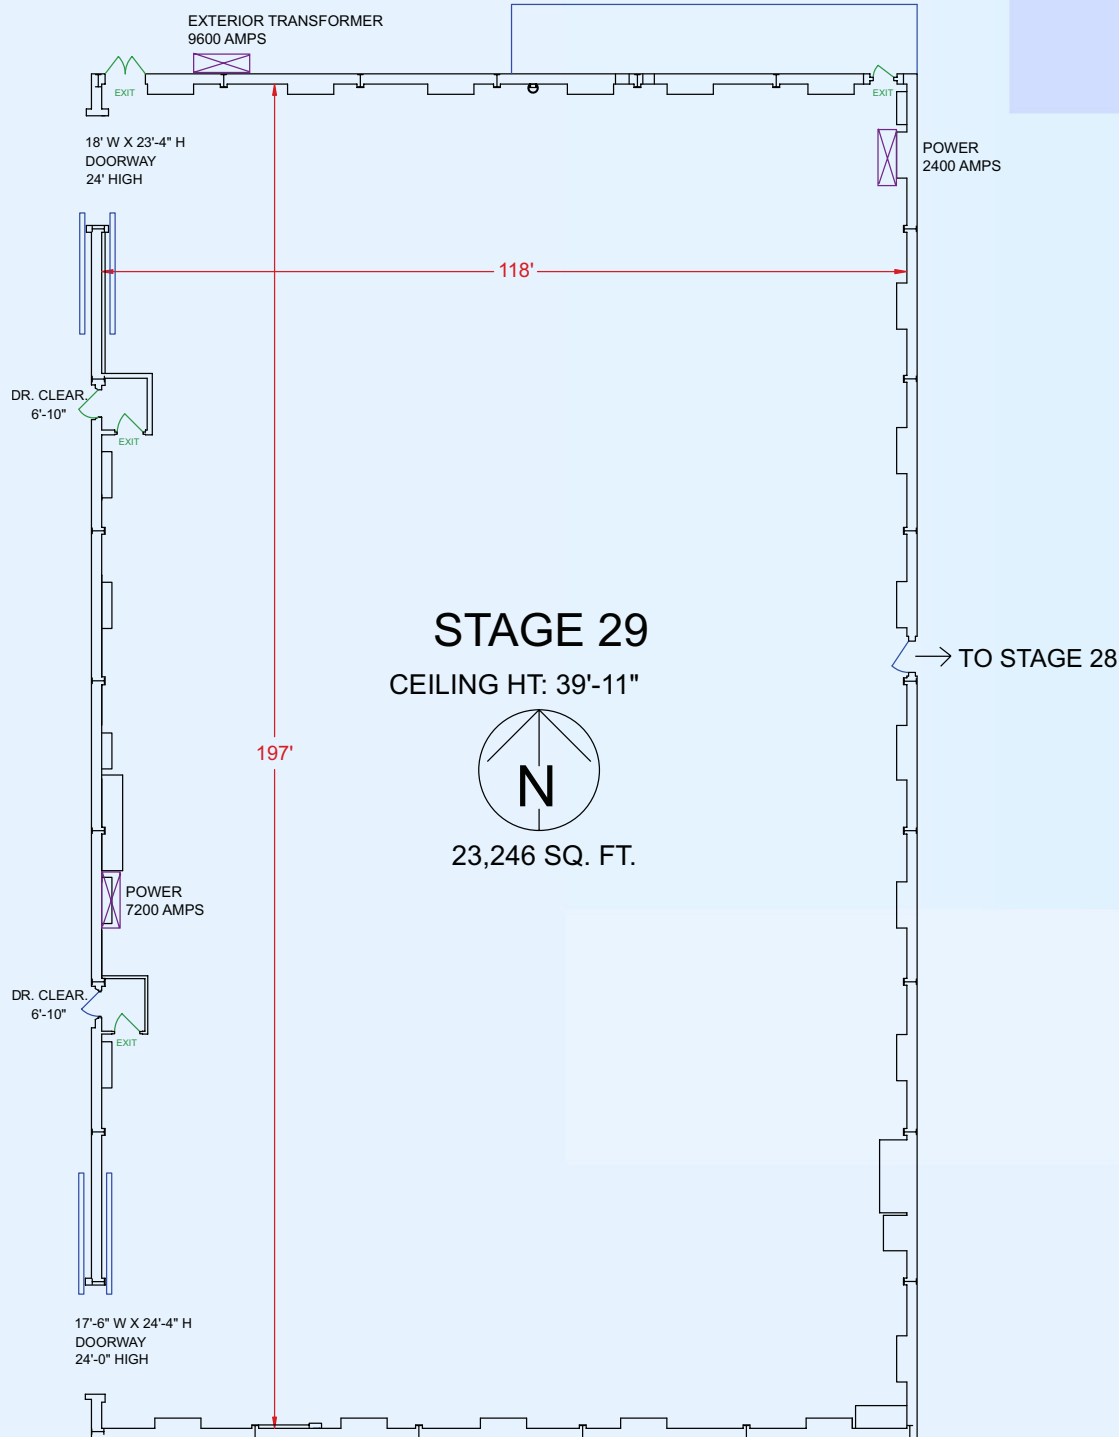 EXTERIOR TRANSFORMER
9600 AMPS
EXIT
EXIT
18' W X 23'-4" H
DOORWAY
24' HIGH
POWER
2400 AMPS
118'
DR. CLEAR.
6'-10"
EXIT
STAGE 29
TO STAGE 28
CEILING HT: 39'-11"
197'
N
23,246 SQ. FT.
POWER
7200 AMPS
DR. CLEAR.
6'-10"
EXIT
17'-6" W X 24'-4" H
DOORWAY
24'-0" HIGH